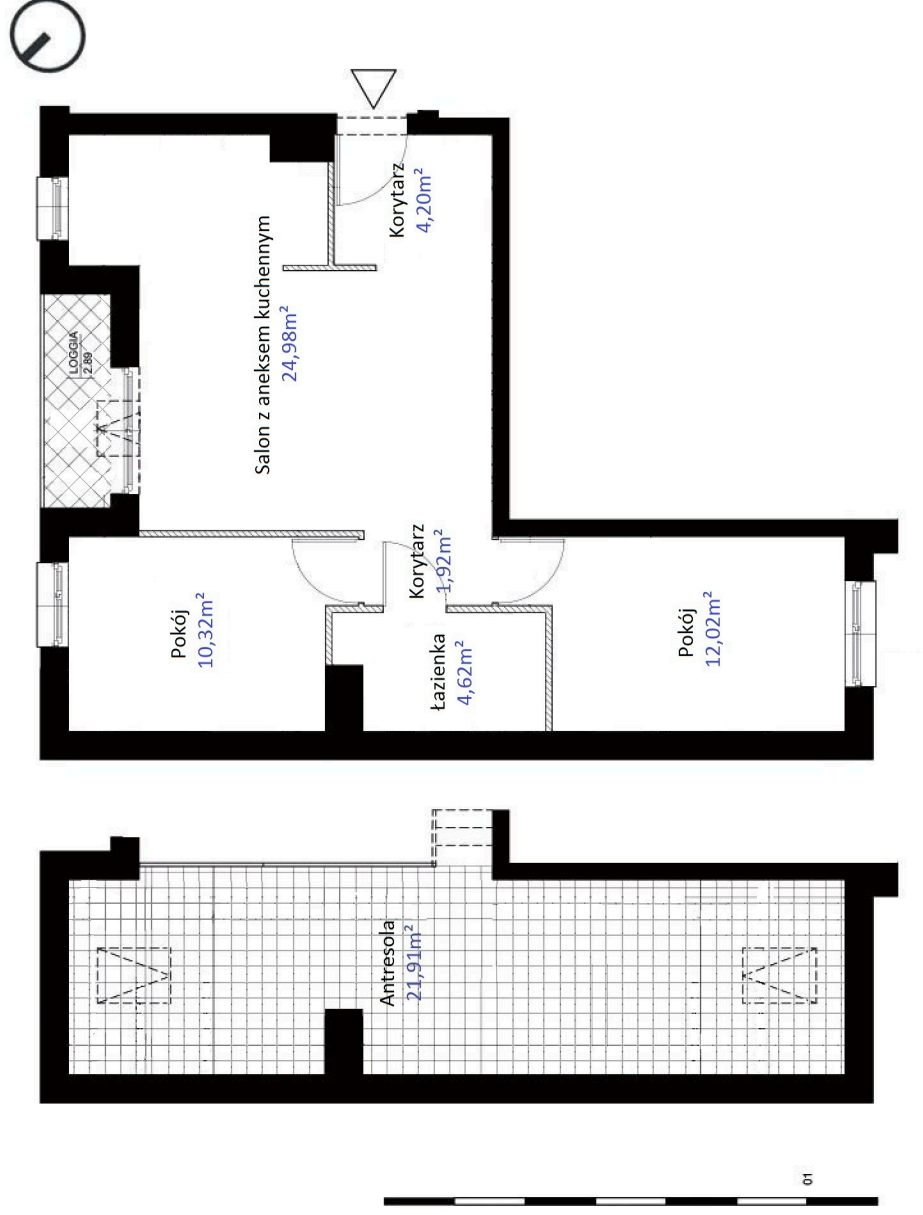 Korytarz
4,20m²
Salon z aneksem kuchennym
24,98m²
LOGGIA
2.89
Korytarz
1,92m²
Pokój
10,32m²
Łazienka
4,62m²
Pokój
12,02m²
Antresola
21,91m²
10